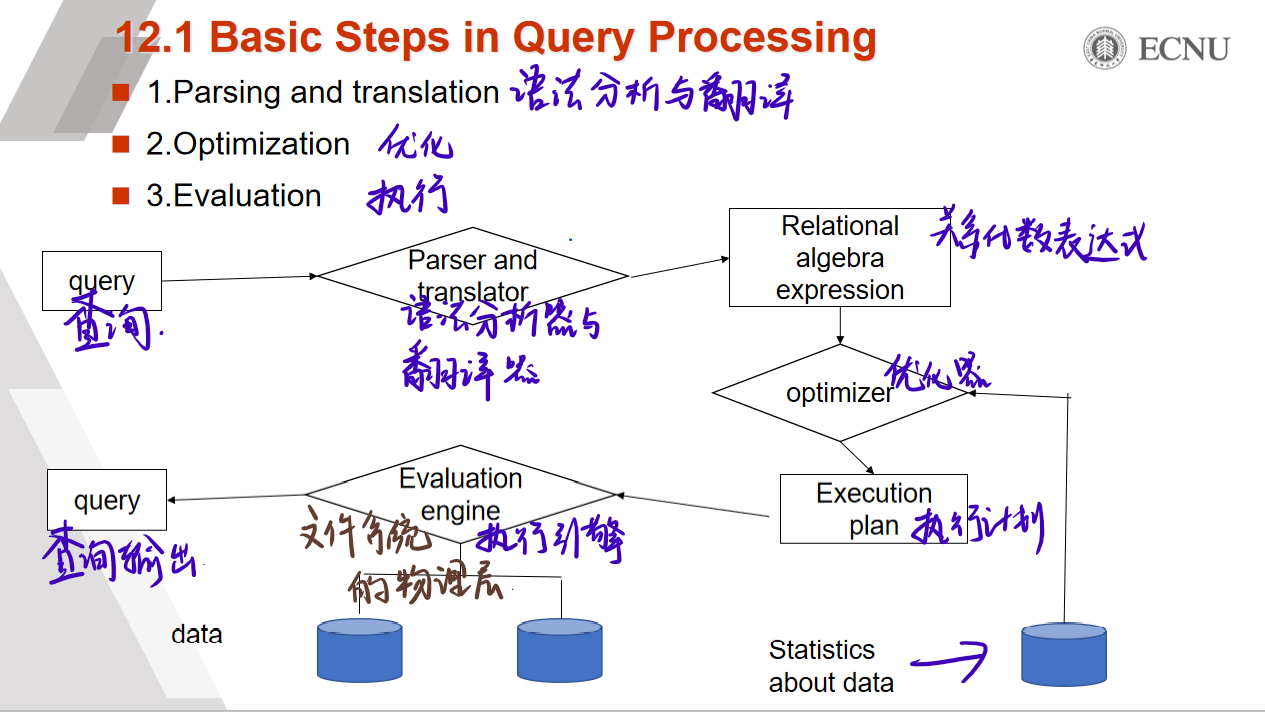 12.1 Basic Steps in Query Processing
ECNU
1.Parsing and translation 语法分析与翻译
2.Optimization 优化
3.Evaluation 执行
query
查询.
Parser and
translator
语法分析器与
翻译器
Relational
algebra
expression
关系代数表达式
optimizer
优化器
Execution
plan
执行计划
Evaluation
engine
执行引擎
文件系统
的物理层.
query
查询输出.
data
Statistics
about data